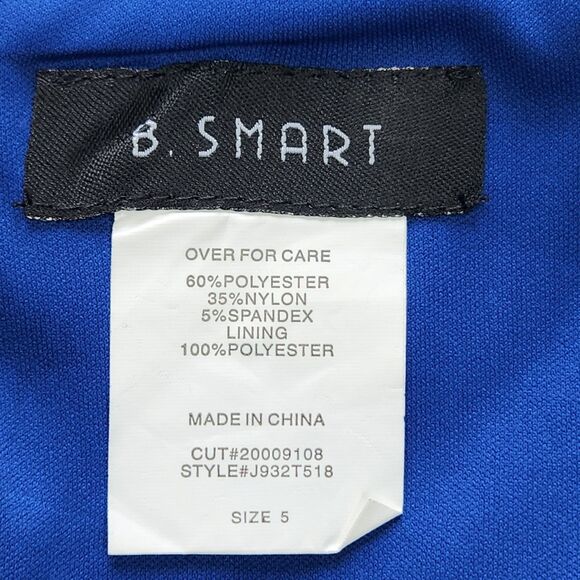 B. SMART
OVER FOR CARE
60%POLYESTER
35%NYLON
5%SPANDEX
LINING
100%POLYESTER
MADE IN CHINA
CUT#20009108
STYLE#J932T518
SIZE 5